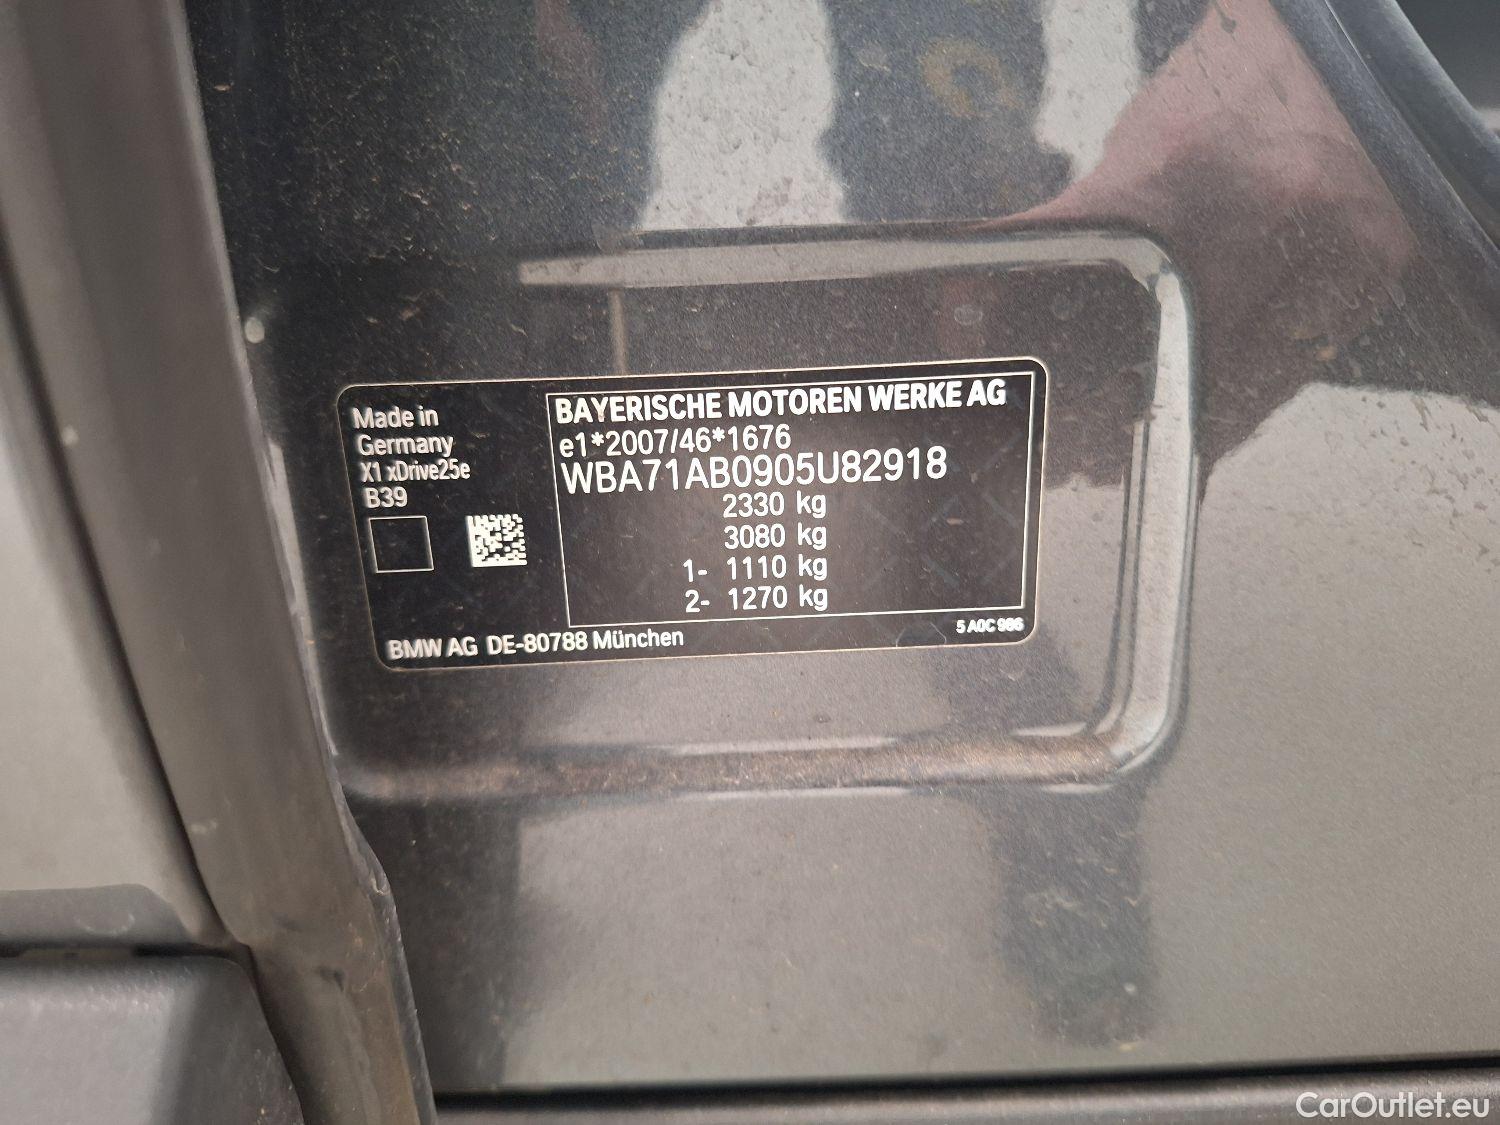 Made in
Germany
X1 xDrive25e
B39
BAYERISCHE MOTOREN WERKE AG
e1*2007/46*1676
WBA71AB0905U82918
2330 kg
3080 kg
1- 1110 kg
2- 1270 kg
BMW AG DE-80788 München
5 A0C 986
CarOutlet.eu